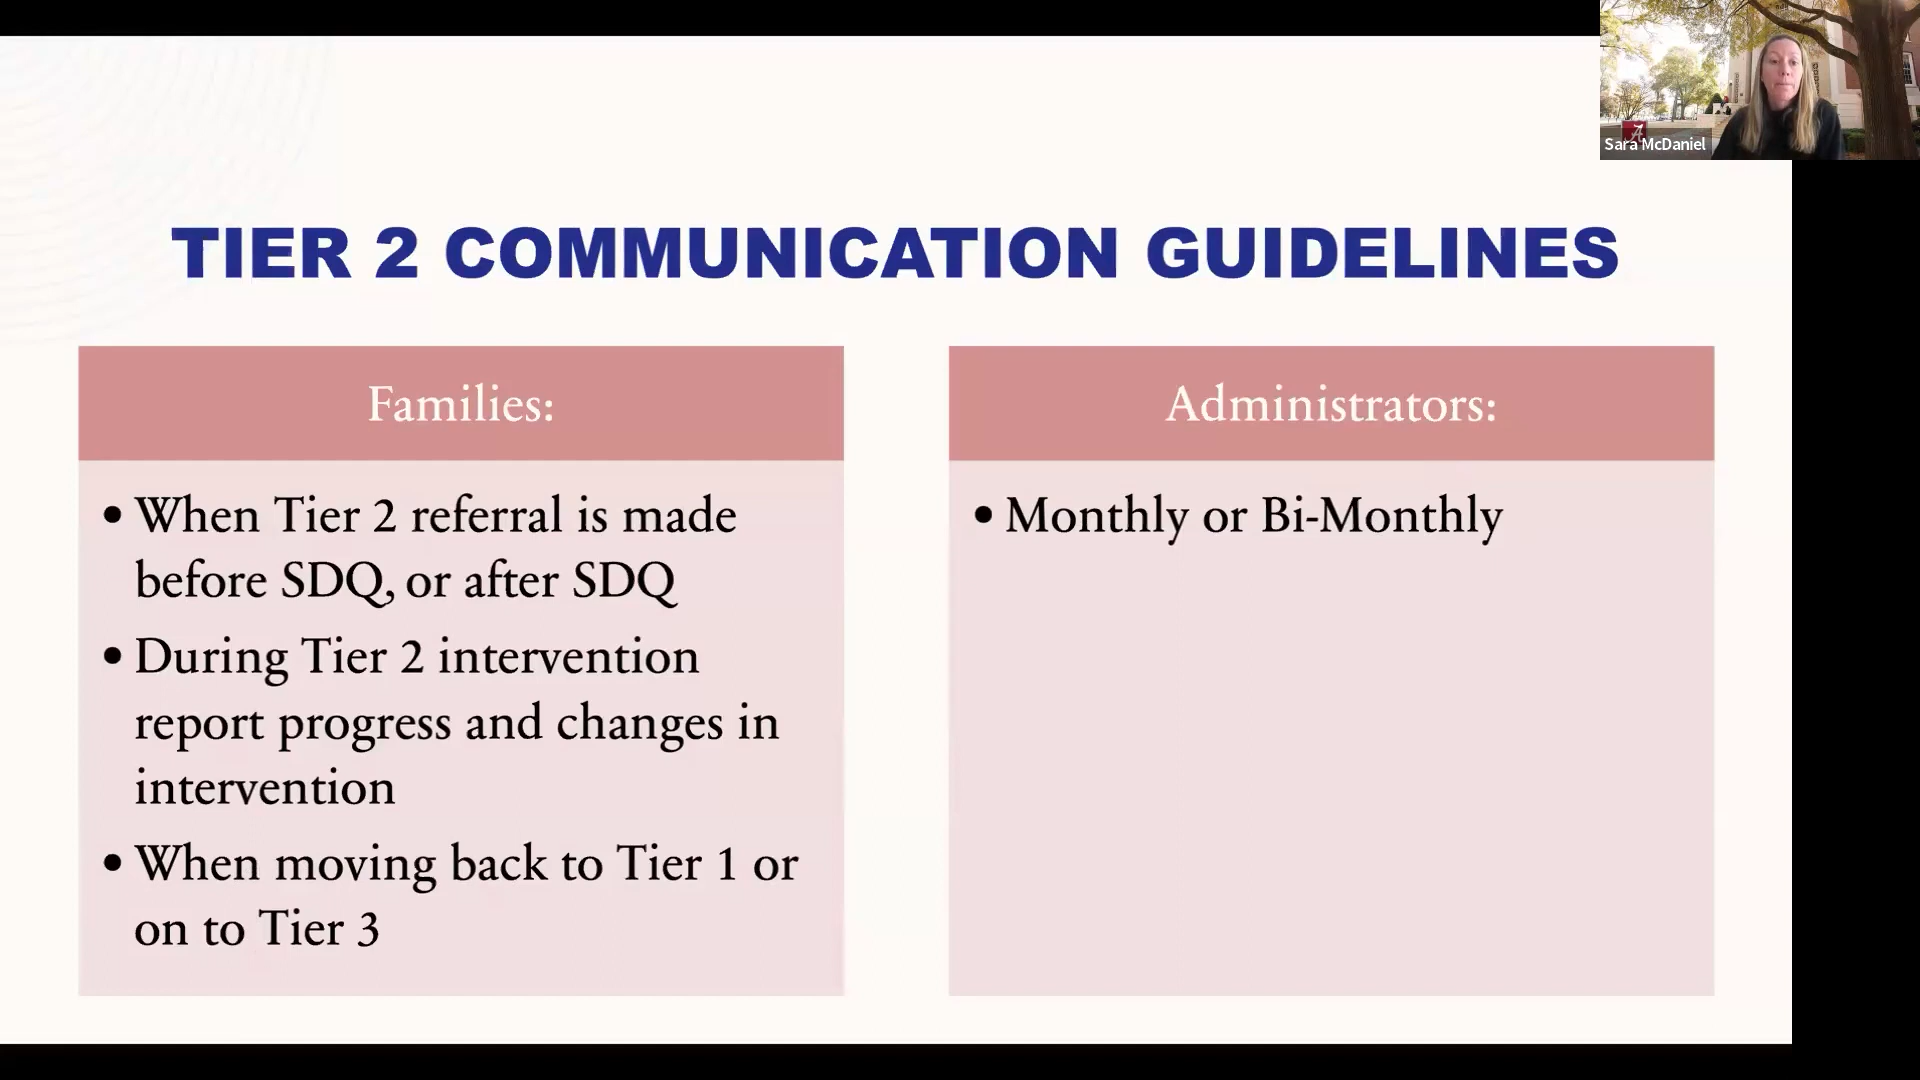 Sara McDaniel
TIER 2 COMMUNICATION GUIDELINES
Families:
• When Tier 2 referral is made
before SDQ, or after SDQ
• During Tier 2 intervention
report progress and changes in
intervention
• When moving back to Tier 1 or
on to Tier 3
Administrators:
• Monthly or Bi-Monthly